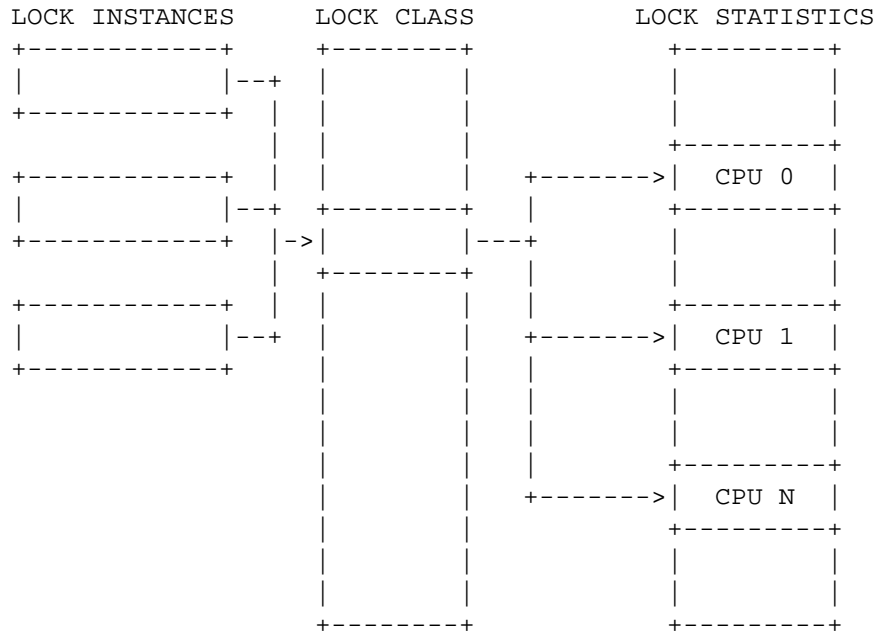 LOCK INSTANCES LOCK CLASS LOCK STATISTICS
CPU 0
CPU 1
CPU N